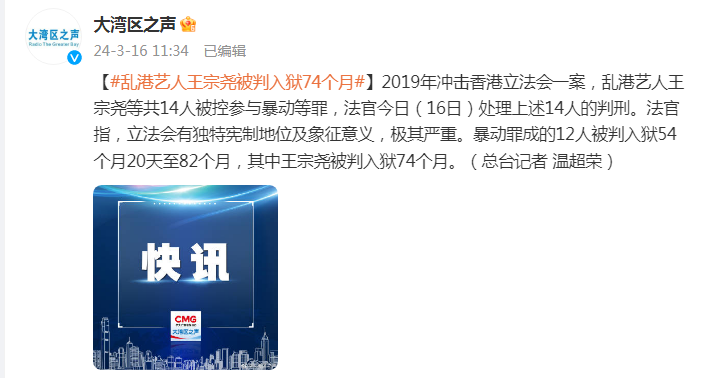 大湾区之声
Radio The Greater Bay
大湾区之声
24-3-16 11:34 已编辑
【#乱港艺人王宗尧被判入狱74个月#】2019年冲击香港立法会一案，乱港艺人王
宗尧等共14人被控参与暴动等罪，法官今日（16日）处理上述14人的判刑。法官
指，立法会有独特宪制地位及象征意义，极其严重。暴动罪成的12人被判入狱54
个月20天至82个月，其中王宗尧被判入狱74个月。（总台记者 温超荣）
快讯
CMG
大湾区之声